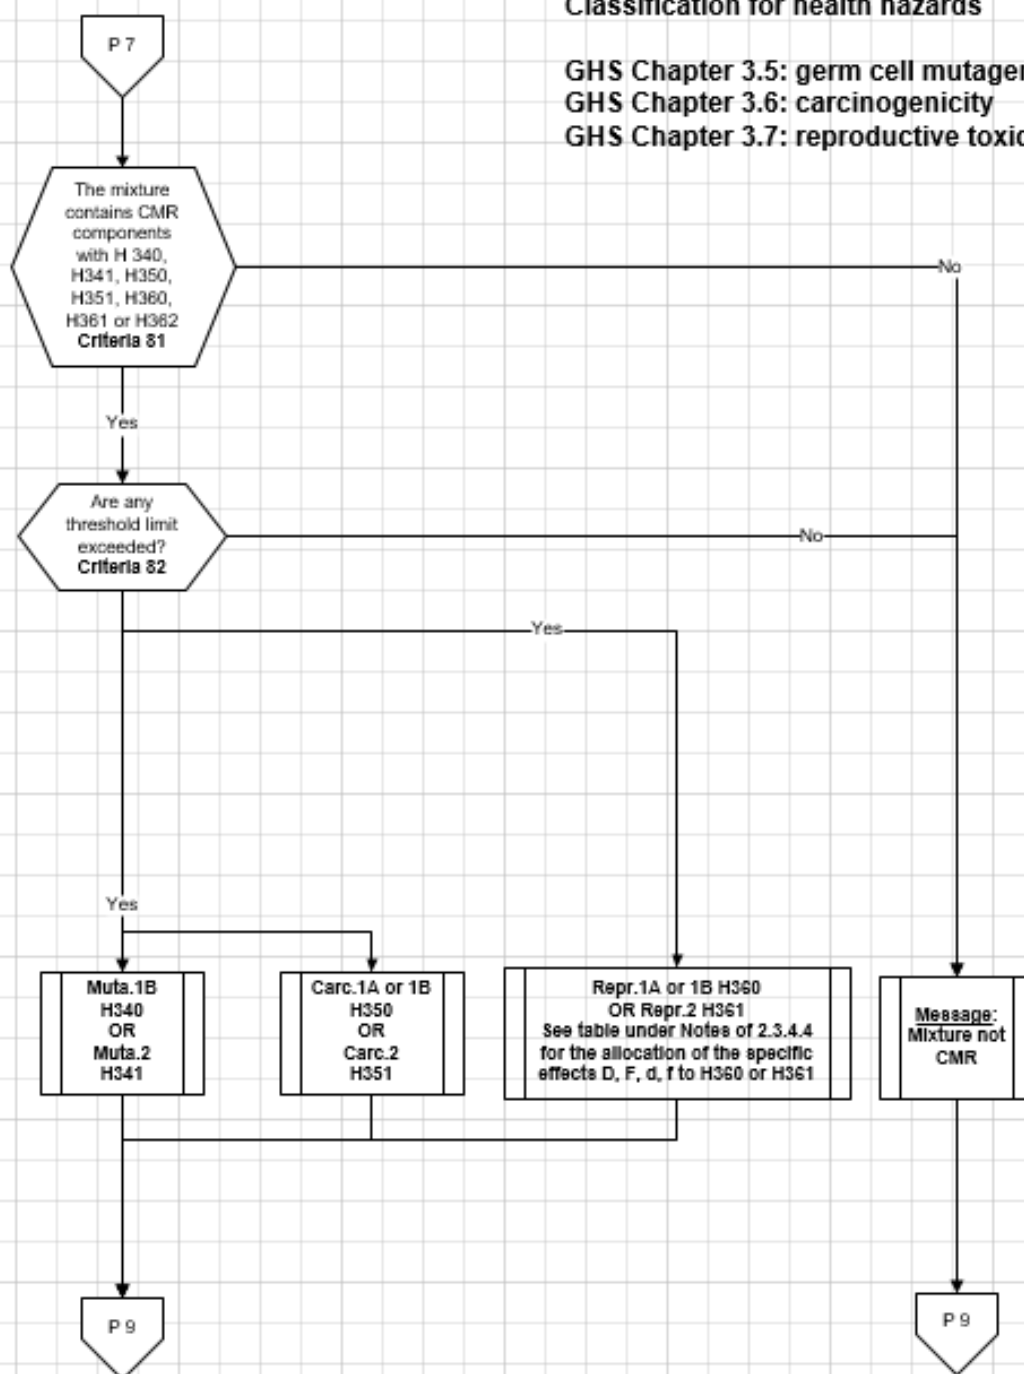 Classification for health hazards
P 7
GHS Chapter 3.5: germ cell mutager
GHS Chapter 3.6: carcinogenicity
GHS Chapter 3.7: reproductive toxic
The mixture
contains CMR
components
with H 340,
H341, H350,
H351, H360,
H361 or H362
Criteria 81
No
Yes
Are any
threshold limit
exceeded?
Criteria 82
No
Yes
Yes
Muta.1B
H340
OR
Muta.2
H341
Carc.1A or 1B
H350
OR
Carc.2
H351
Repr.1A or 1B H360
OR Repr.2 H361
See table under Notes of 2.3.4.4
for the allocation of the specific
effects D, F, d, f to H360 or H361
Message:
Mixture not
CMR
P 9
P 9